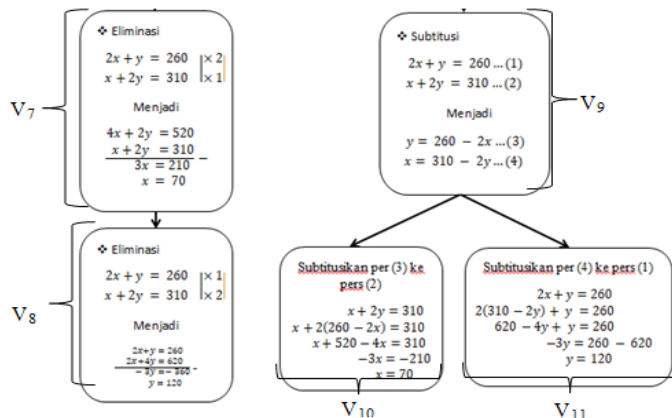 V7
❖ Eliminasi
2x + y = 260 |× 2|
x + 2y = 310 |× 1|
Menjadi
4x + 2y = 520
x + 2y = 310 −
3x = 210
x = 70
V8
❖ Eliminasi
2x + y = 260 |× 1|
x + 2y = 310 |× 2|
Menjadi
2x+y = 260
2x+4y = 620 −
−3y = −360
y = 120
V9
❖ Subtitusi
2x + y = 260 … (1)
x + 2y = 310 … (2)
Menjadi
y = 260 − 2x … (3)
x = 310 − 2y … (4)
Subtitusikan per (3) ke
pers (2)
x + 2y = 310
x + 2(260 − 2x) = 310
x + 520 − 4x = 310
−3x = −210
x = 70
V10
Subtitusikan per (4) ke pers (1)
2x + y = 260
2(310 − 2y) + y = 260
620 − 4y + y = 260
−3y = 260 − 620
y = 120
V11